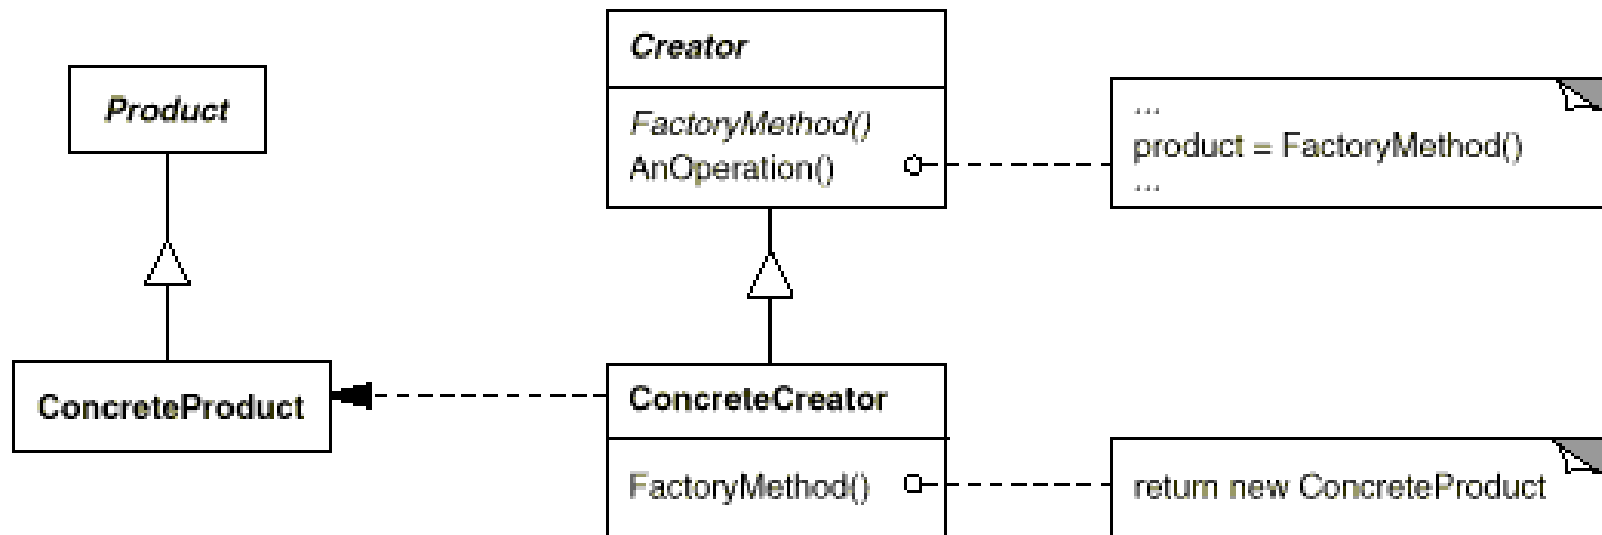 Product
ConcreteProduct
Creator
FactoryMethod()
AnOperation()
...
product = FactoryMethod()
...
ConcreteCreator
FactoryMethod()
return new ConcreteProduct